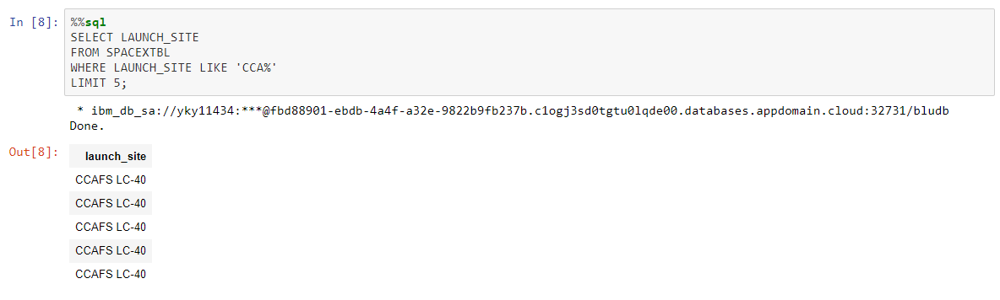 In [8]: %%sql
SELECT LAUNCH_SITE
FROM SPACEXTBL
WHERE LAUNCH_SITE LIKE 'CCA%'
LIMIT 5;
* ibm_db_sa://yky11434:***@fbd88901-ebdb-4a4f-a32e-9822b9fb237b.c1ogj3sd0tgtu0lqde00.databases.appdomain.cloud:32731/bludb
Done.
Out[8]: launch_site
CCAFS LC-40
CCAFS LC-40
CCAFS LC-40
CCAFS LC-40
CCAFS LC-40